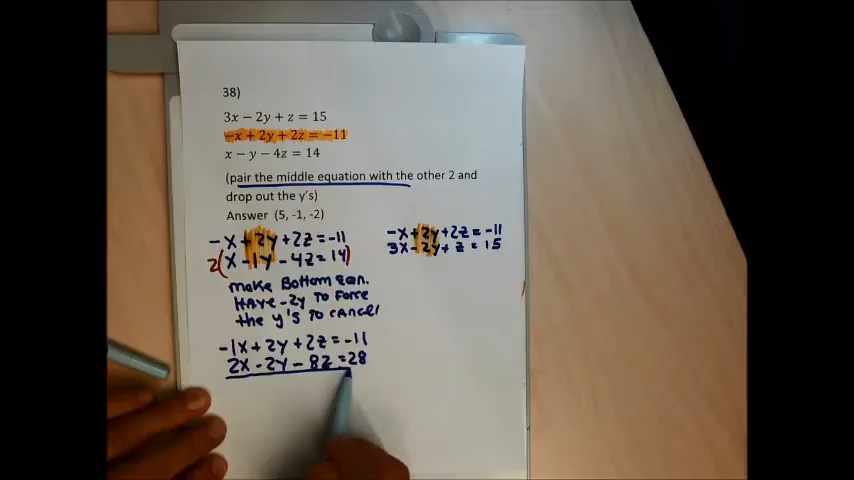 38)
3x − 2y + z = 15
−x + 2y + 2z = −11
x − y − 4z = 14
(pair the middle equation with the other 2 and
drop out the y's)
Answer (5, -1, -2)
-x + 2y + 2z = -11
2(x - 1y - 4z = 14)
make Bottom eqn.
HAVE -2y To Force
the y's To cancel
-1x + 2y + 2z = -11
2x - 2y - 8z = 28
-x + 2y + 2z = -11
3x - 2y + z = 15